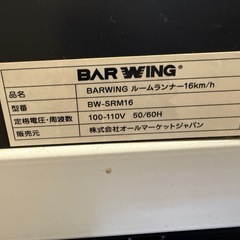 BARWING®
品名 BARWING ルームランナー16km/h
型番 BW-SRM16
定格電圧・周波数 100-110V 50/60H
販売元 株式会社オールマーケットジャパン